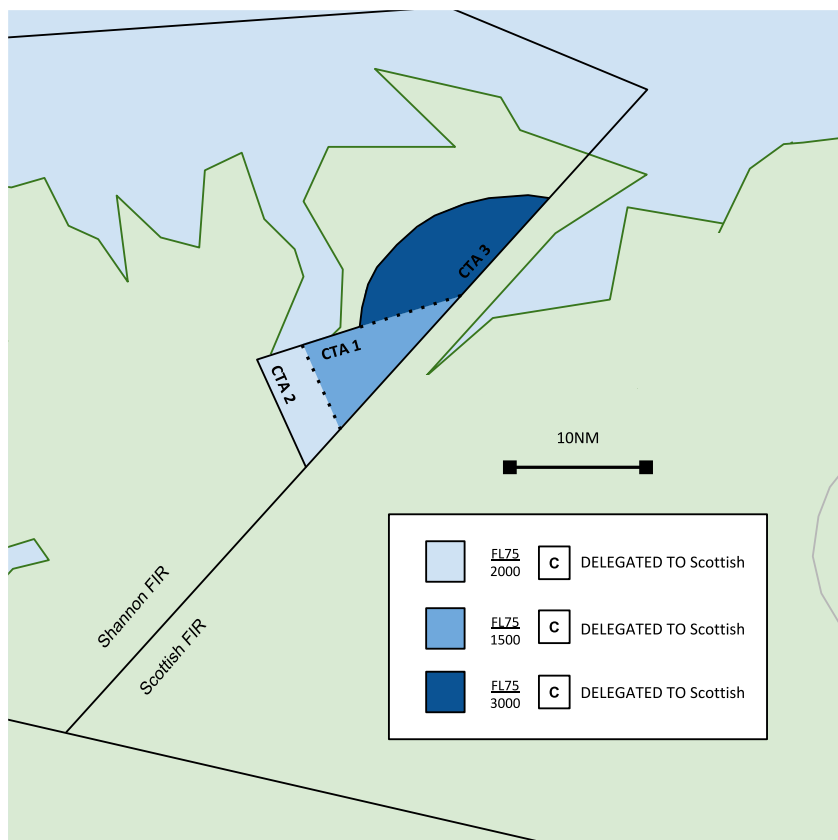 CTA 3
CTA 1
CTA 2
10NM
FL75
2000
C
DELEGATED TO Scottish
FL75
1500
C
DELEGATED TO Scottish
FL75
3000
C
DELEGATED TO Scottish
Shannon FIR
Scottish FIR